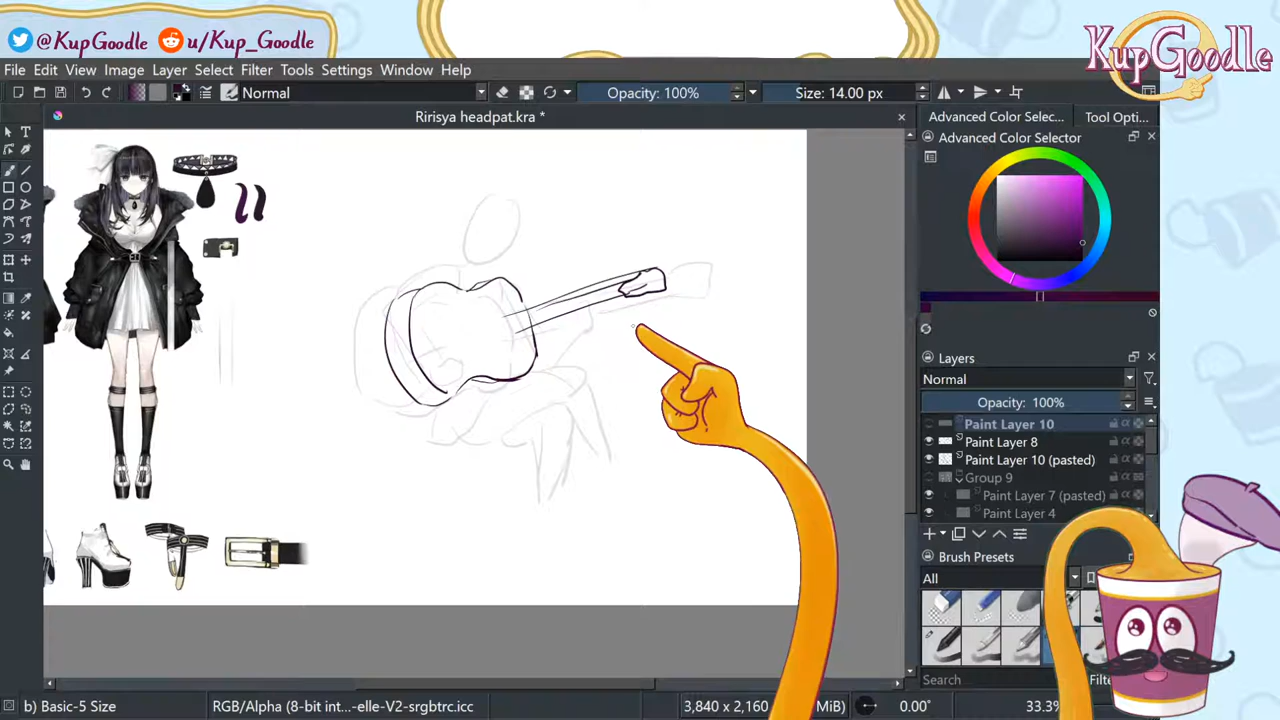 @KupGoodle u/Kup_Goodle
KupGoodle
File Edit View Image Layer Select Filter Tools Settings Window Help
Normal Opacity: 100% Size: 14.00 px
Ririsya headpat.kra *
Advanced Color Selec... Tool Opti...
Advanced Color Selector
Layers
Normal
Opacity: 100%
Paint Layer 10
Paint Layer 8
Paint Layer 10 (pasted)
Group 9
Paint Layer 7 (pasted)
Paint Layer 4
Brush Presets
All
Search
b) Basic-5 Size RGB/Alpha (8-bit int...-elle-V2-srgbtrc.icc 3,840 x 2,160 MiB) 0.00° 33.3%